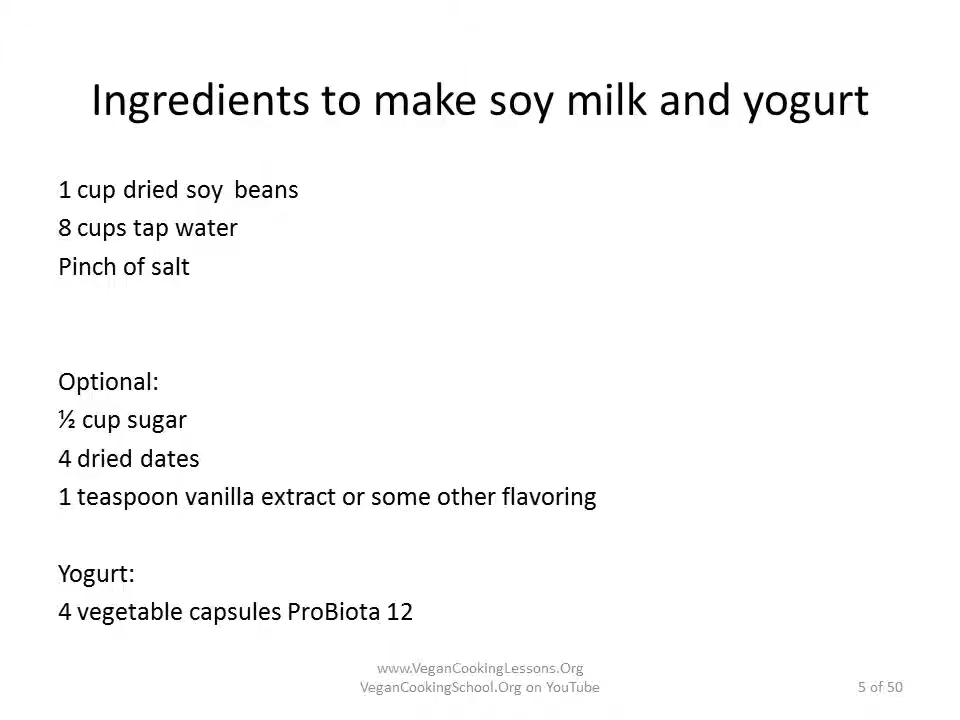 Ingredients to make soy milk and yogurt
1 cup dried soy beans
8 cups tap water
Pinch of salt
Optional:
½ cup sugar
4 dried dates
1 teaspoon vanilla extract or some other flavoring
Yogurt:
4 vegetable capsules ProBiota 12
www.VeganCookingLessons.Org
VeganCookingSchool.Org on YouTube
5 of 50